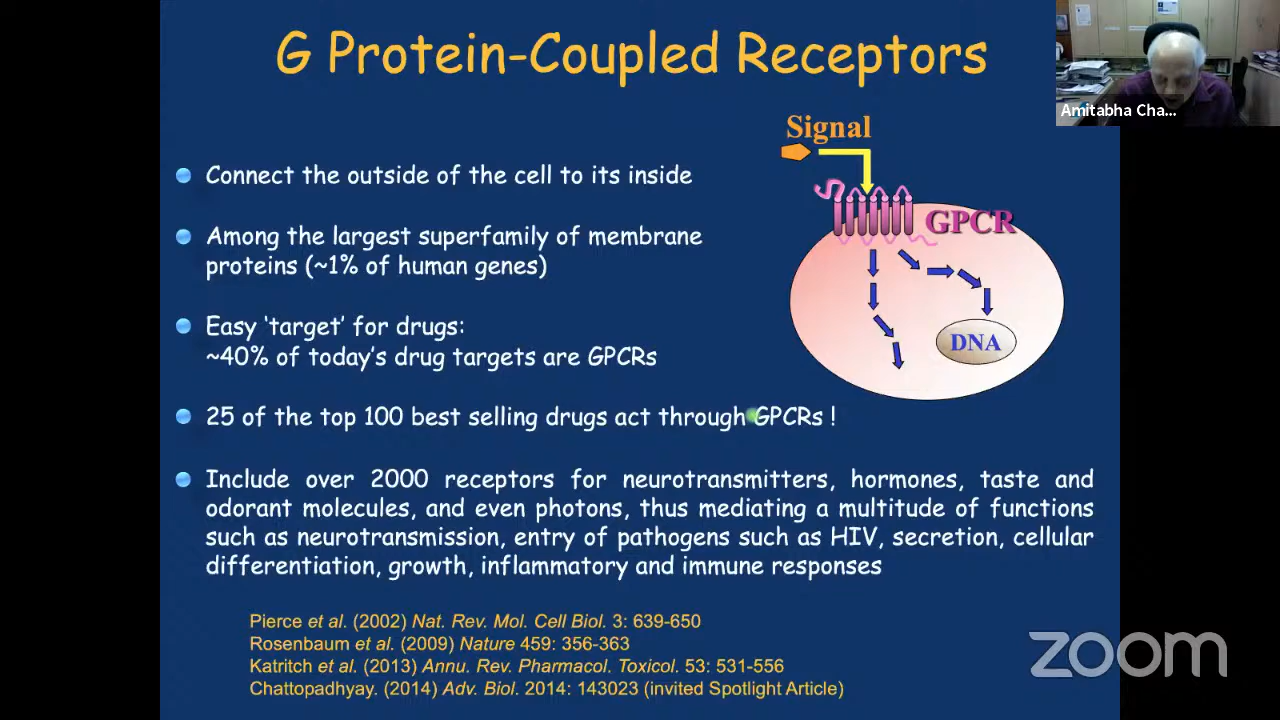 G Protein-Coupled Receptors
Amitabha Cha...
Signal
Connect the outside of the cell to its inside
GPCR
Among the largest superfamily of membrane
proteins (~1% of human genes)
Easy ‘target’ for drugs:
~40% of today’s drug targets are GPCRs
DNA
25 of the top 100 best selling drugs act through GPCRs !
Include over 2000 receptors for neurotransmitters, hormones, taste and
odorant molecules, and even photons, thus mediating a multitude of functions
such as neurotransmission, entry of pathogens such as HIV, secretion, cellular
differentiation, growth, inflammatory and immune responses
Pierce et al. (2002) Nat. Rev. Mol. Cell Biol. 3: 639-650
Rosenbaum et al. (2009) Nature 459: 356-363
Katritch et al. (2013) Annu. Rev. Pharmacol. Toxicol. 53: 531-556
Chattopadhyay. (2014) Adv. Biol. 2014: 143023 (invited Spotlight Article)
zoom